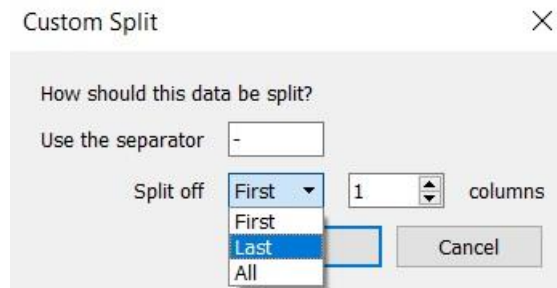 Custom Split
How should this data be split?
Use the separator -
Split off First 1 columns
First
Last Cancel
All